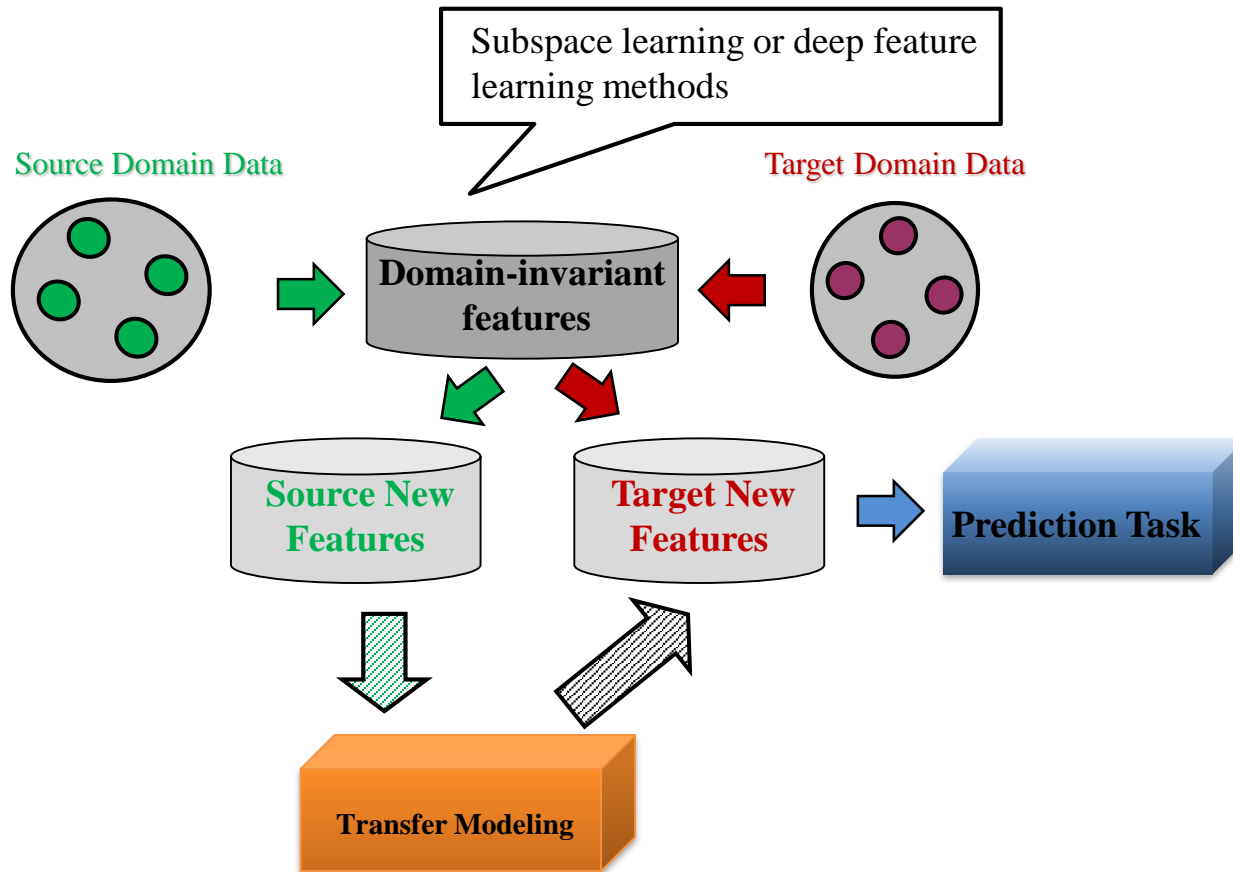 Subspace learning or deep feature
learning methods
Source Domain Data
Target Domain Data
Domain-invariant
features
Source New
Features
Target New
Features
Prediction Task
Transfer Modeling